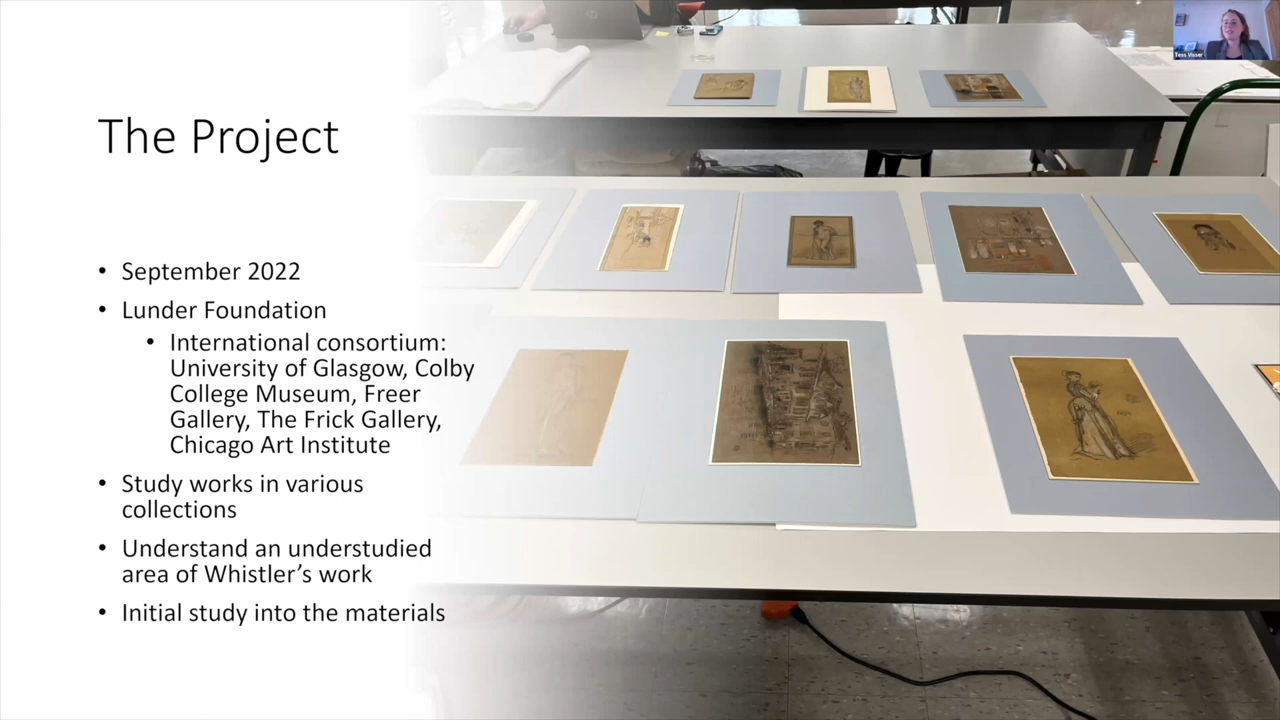 Tess Visser
The Project
• September 2022
• Lunder Foundation
• International consortium:
University of Glasgow, Colby
College Museum, Freer
Gallery, The Frick Gallery,
Chicago Art Institute
• Study works in various
collections
• Understand an understudied
area of Whistler's work
• Initial study into the materials